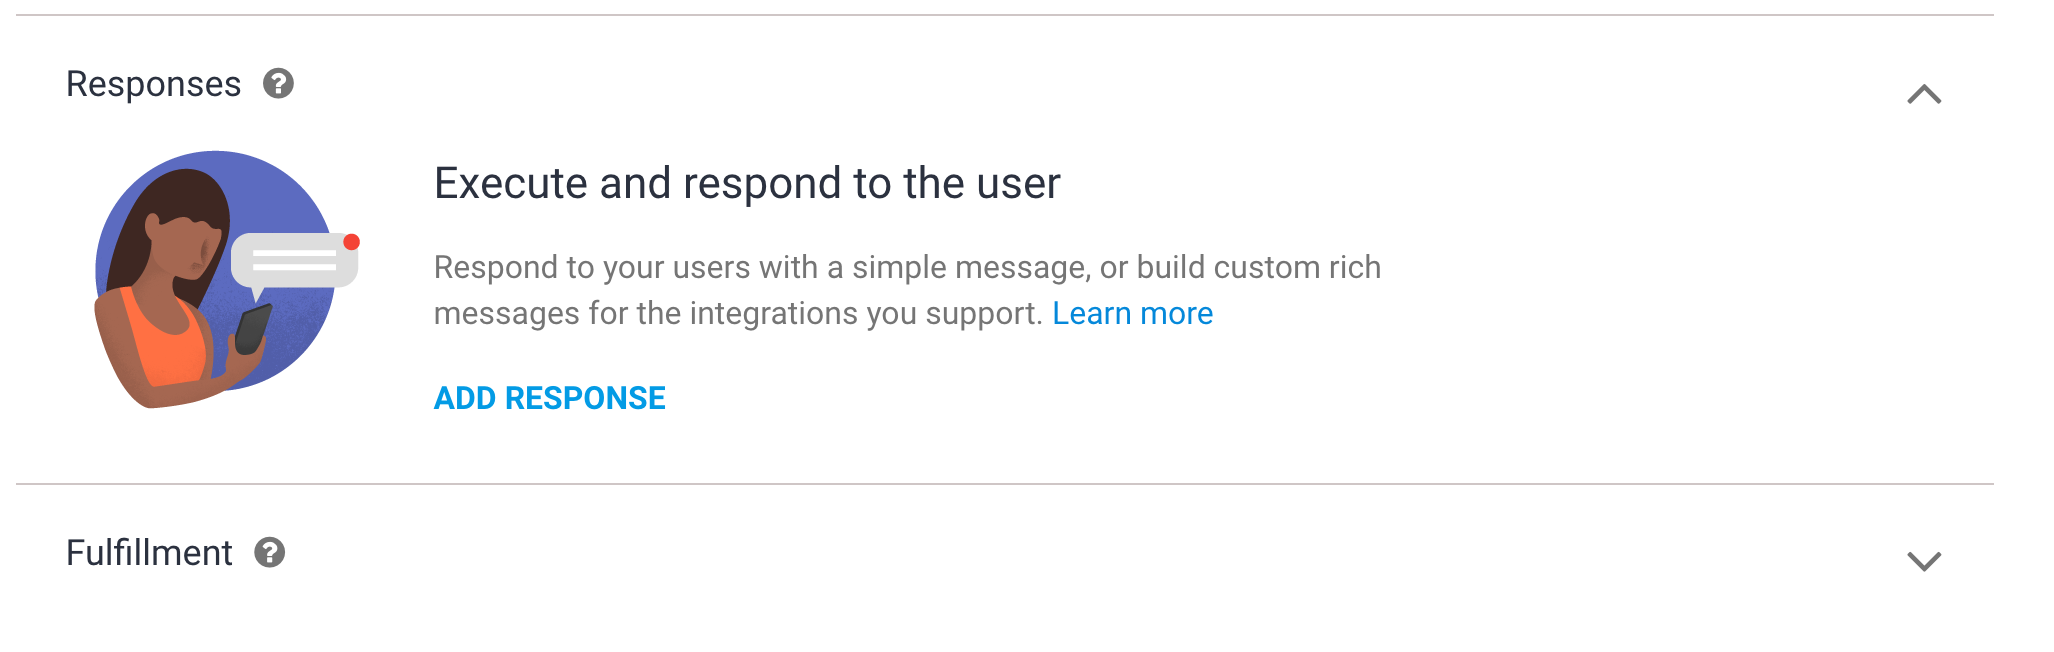 Responses
Execute and respond to the user
Respond to your users with a simple message, or build custom rich
messages for the integrations you support. Learn more
ADD RESPONSE
Fulfillment